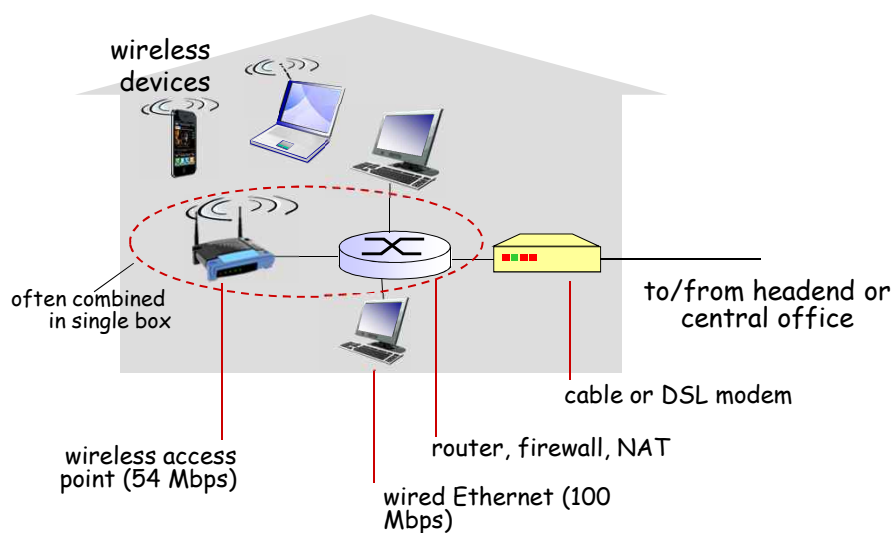 wireless
devices
often combined
in single box
to/from headend or
central office
cable or DSL modem
router, firewall, NAT
wireless access
point (54 Mbps)
wired Ethernet (100
Mbps)